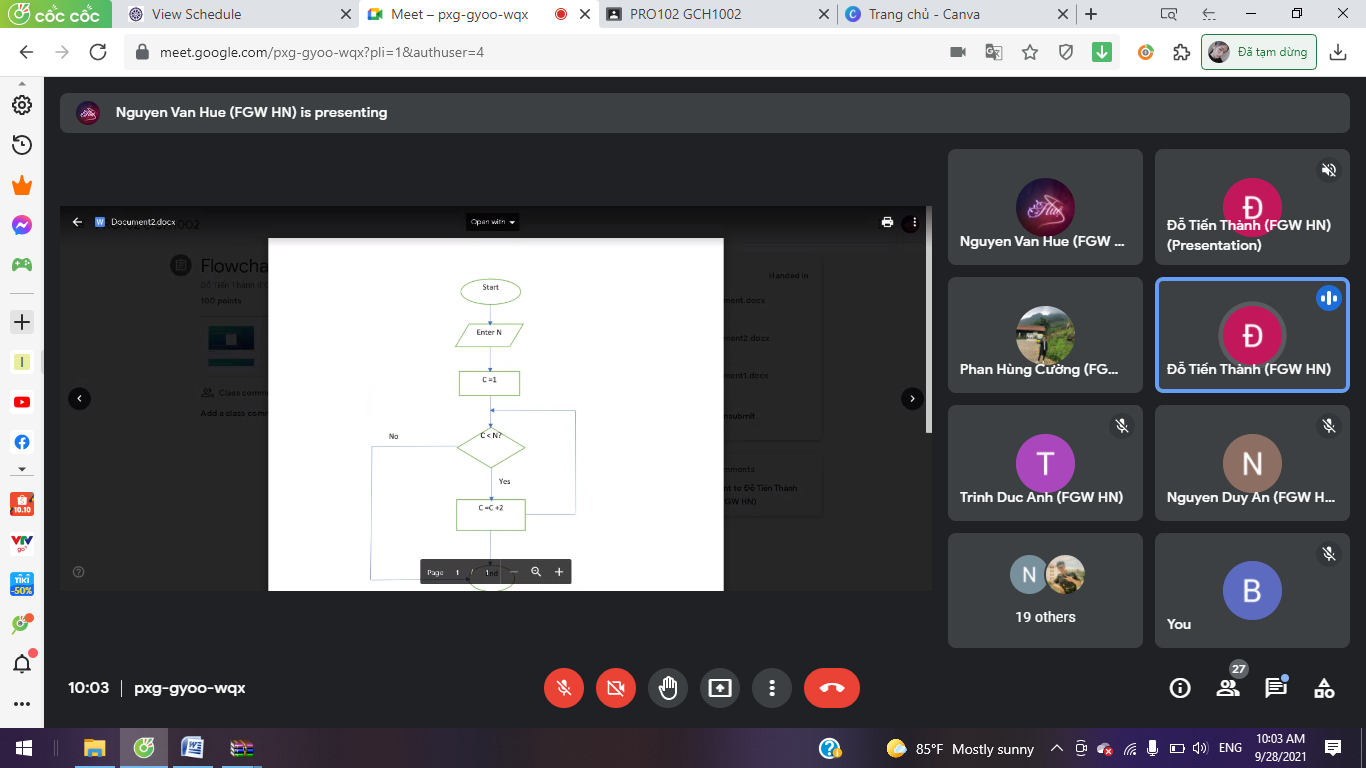 cốc cốc
View Schedule
Meet – pxg-gyoo-wqx
PRO102 GCH1002
Trang chủ - Canva
meet.google.com/pxg-gyoo-wqx?pli=1&authuser=4
Đã tạm dừng
Nguyen Van Hue (FGW HN) is presenting
Document2.docx
Open with
Flowcha
100 points
Class comme
Add a class comm
Handed in
ment.docx
ment2.docx
ment1.docx
nsubmit
mments
nt to Đỗ Tiến Thành
GW HN)
Start
Enter N
C =1
C < N?
No
Yes
C =C +2
End
Page 1 / 1
Nguyen Van Hue (FGW ...
Đỗ Tiến Thành (FGW HN)
(Presentation)
Phan Hùng Cường (FG...
Đ
Đỗ Tiến Thành (FGW HN)
T
Trinh Duc Anh (FGW HN)
N
Nguyen Duy An (FGW H...
N
19 others
B
You
10:03 | pxg-gyoo-wqx
27
10.10
VTV
go
TIKI
-50%
85°F Mostly sunny
ENG
10:03 AM
9/28/2021